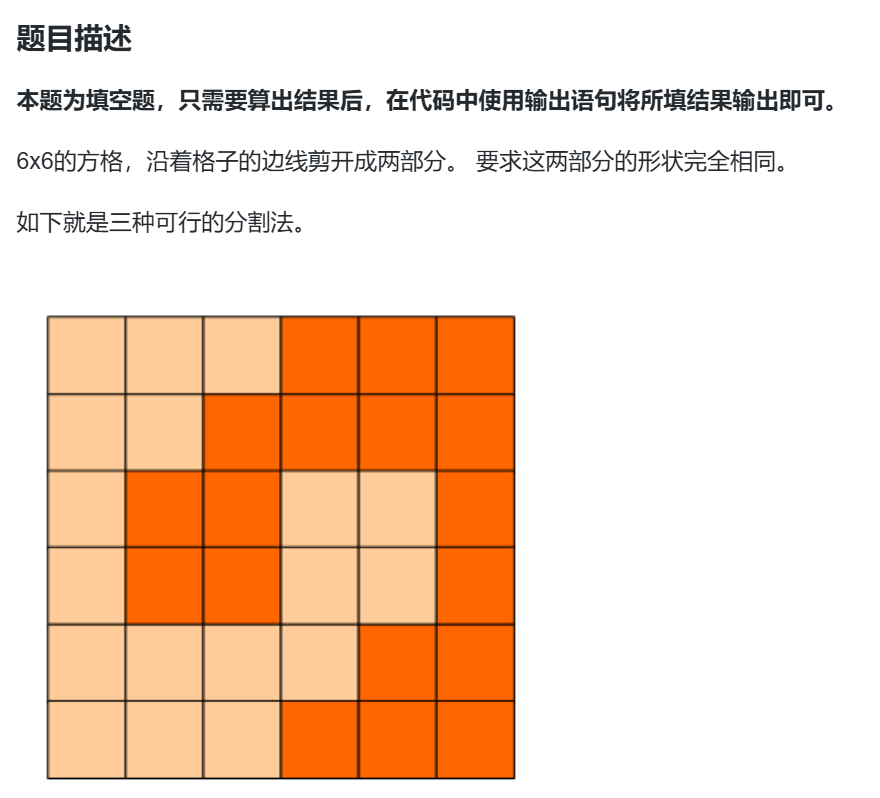 题目描述
本题为填空题，只需要算出结果后，在代码中使用输出语句将所填结果输出即可。
6x6的方格，沿着格子的边线剪开成两部分。 要求这两部分的形状完全相同。
如下就是三种可行的分割法。